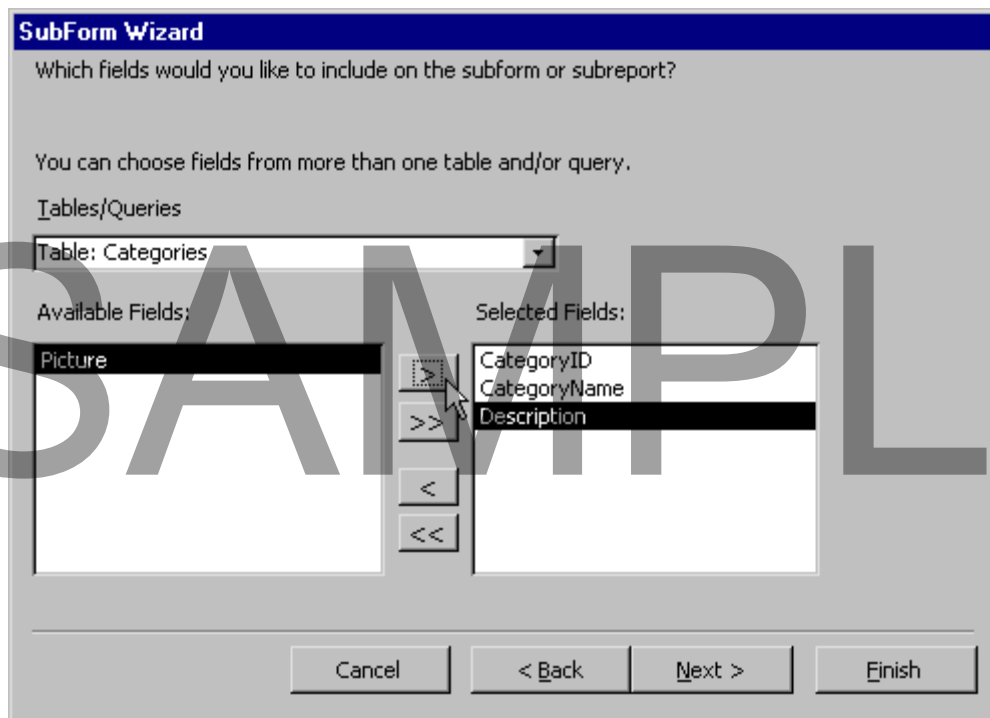 SubForm Wizard
Which fields would you like to include on the subform or subreport?
You can choose fields from more than one table and/or query.
Tables/Queries
Table: Categories
Available Fields:
Selected Fields:
Picture
CategoryID
CategoryName
Description
>
>>
<
<<
SAMPL
Cancel
< Back
Next >
Finish